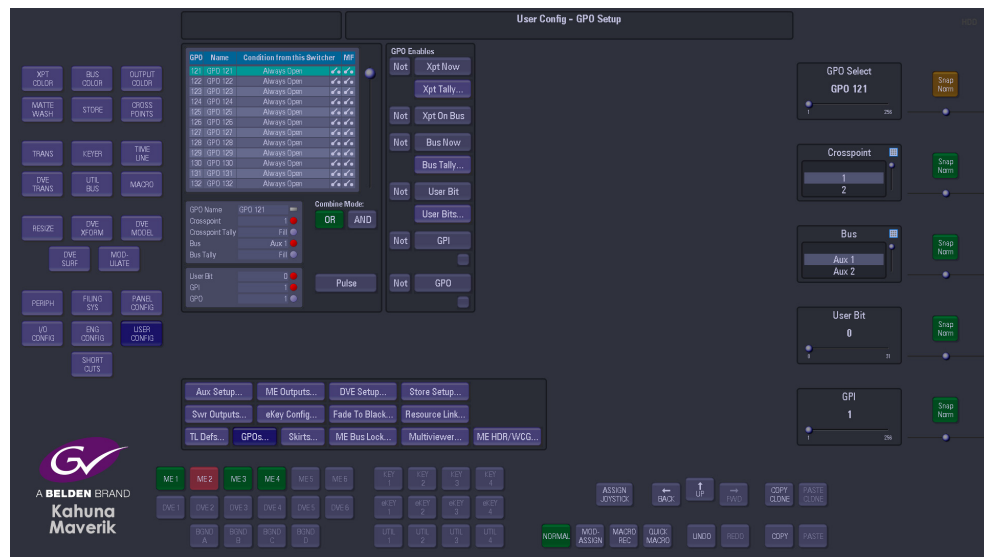 User Config - GPO Setup
XPT COLOR
BUS COLOR
OUTPUT COLOR
MATTE WASH
STORE
CROSS POINTS
TRANS
KEYER
TIME LINE
DVE TRANS
UTIL BUS
MACRO
RESIZE
DVE XFORM
DVE MODEL
DVE SURF
MOD- ULATE
PERIPH
FILING SYS
PANEL CONFIG
I/O CONFIG
ENG CONFIG
USER CONFIG
SHORT CUTS
GPO Name Condition from this Switcher MF
121 GPO 121 Always Open
122 GPO 122 Always Open
123 GPO 123 Always Open
124 GPO 124 Always Open
125 GPO 125 Always Open
126 GPO 126 Always Open
127 GPO 127 Always Open
128 GPO 128 Always Open
129 GPO 129 Always Open
130 GPO 130 Always Open
131 GPO 131 Always Open
132 GPO 132 Always Open
GPO Name GPO 121
Crosspoint 1
Crosspoint Tally Fill
Bus Aux 1
Bus Tally Fill
User Bit 0
GPI 1
GPO 1
Combine Mode:
OR AND
Pulse
GPO Enables
Not Xpt Now
Xpt Tally...
Not Xpt On Bus
Not Bus Now
Bus Tally...
Not User Bit
User Bits...
Not GPI
Not GPO
GPO Select
GPO 121
1 256
Snap Norm
Crosspoint
1
2
Snap Norm
Bus
Aux 1
Aux 2
Snap Norm
User Bit
0
0 31
Snap Norm
GPI
1
1 256
Snap Norm
Aux Setup... ME Outputs... DVE Setup... Store Setup...
Swr Outputs... eKey Config... Fade To Black... Resource Link...
TL Defs... GPOs... Skirts... ME Bus Lock... Multiviewer... ME HDR/WCG...
GV
A BELDEN BRAND
Kahuna
Maverik
ME 1 ME 2 ME 3 ME 4 ME 5 ME 6
DVE 1 DVE 2 DVE 3 DVE 4 DVE 5 DVE 6
BGND A BGND B BGND C BGND D
KEY 1 KEY 2 KEY 3 KEY 4
eKEY 1 eKEY 2 eKEY 3 eKEY 4
UTIL 1 UTIL 2 UTIL 3 UTIL 4
ASSIGN JOYSTICK
BACK
UP
FWD
COPY CLONE
PASTE CLONE
NORMAL
MOD- ASSIGN
MACRO REC
QUICK MACRO
UNDO
REDO
COPY
PASTE